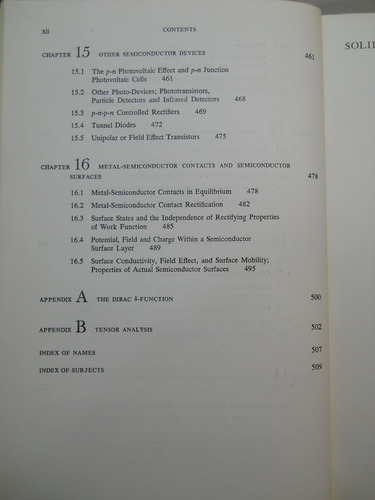 xii
CONTENTS
CHAPTER 15 OTHER SEMICONDUCTOR DEVICES 461
15.1 The p-n Photovoltaic Effect and p-n Junction
Photovoltaic Cells 461
15.2 Other Photo-Devices; Phototransistors,
Particle Detectors and Infrared Detectors 468
15.3 p-n-p-n Controlled Rectifiers 469
15.4 Tunnel Diodes 472
15.5 Unipolar or Field Effect Transistors 475
CHAPTER 16 METAL-SEMICONDUCTOR CONTACTS AND SEMICONDUCTOR
SURFACES 478
16.1 Metal-Semiconductor Contacts in Equilibrium 478
16.2 Metal-Semiconductor Contact Rectification 482
16.3 Surface States and the Independence of Rectifying Properties
of Work Function 485
16.4 Potential, Field and Charge Within a Semiconductor
Surface Layer 489
16.5 Surface Conductivity, Field Effect, and Surface Mobility;
Properties of Actual Semiconductor Surfaces 495
APPENDIX A THE DIRAC δ-FUNCTION 500
APPENDIX B TENSOR ANALYSIS 502
INDEX OF NAMES 507
INDEX OF SUBJECTS 509
SOLI